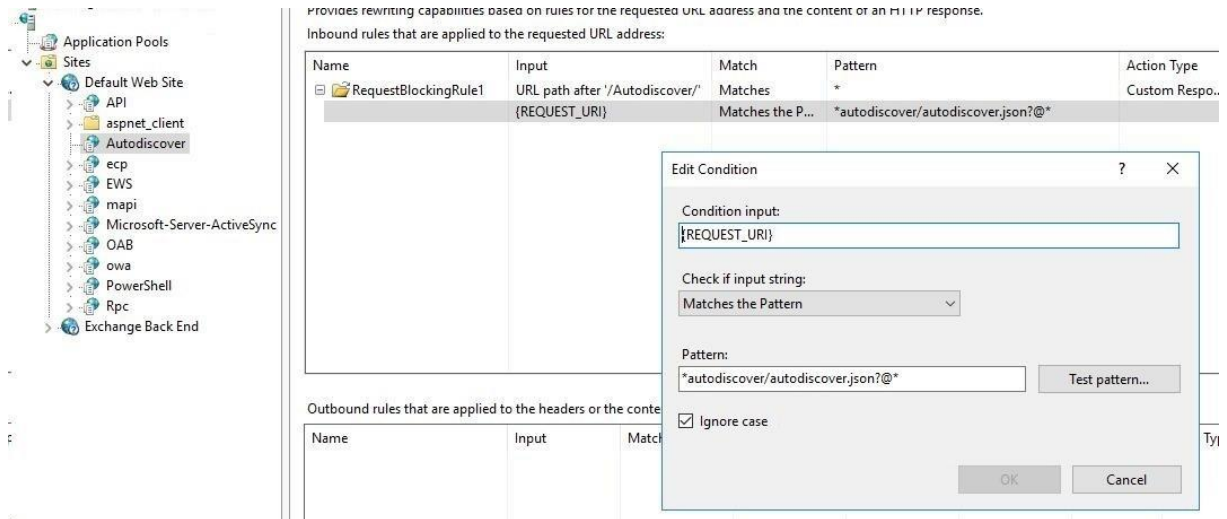 Provides rewriting capabilities based on rules for the requested URL address and the content of an HTTP response.
Inbound rules that are applied to the requested URL address:
Application Pools
Sites
Default Web Site
API
aspnet_client
Autodiscover
ecp
EWS
mapi
Microsoft-Server-ActiveSync
OAB
owa
PowerShell
Rpc
Exchange Back End
Name Input Match Pattern Action Type
RequestBlockingRule1 URL path after '/Autodiscover/' Matches * Custom Respo..
{REQUEST_URI} Matches the P... *autodiscover/autodiscover.json?@*
Edit Condition ?
Condition input:
{REQUEST_URI}
Check if input string:
Matches the Pattern
Pattern:
*autodiscover/autodiscover.json?@*
Test pattern...
Ignore case
OK Cancel
Outbound rules that are applied to the headers or the conte
Name Input Match
Typ